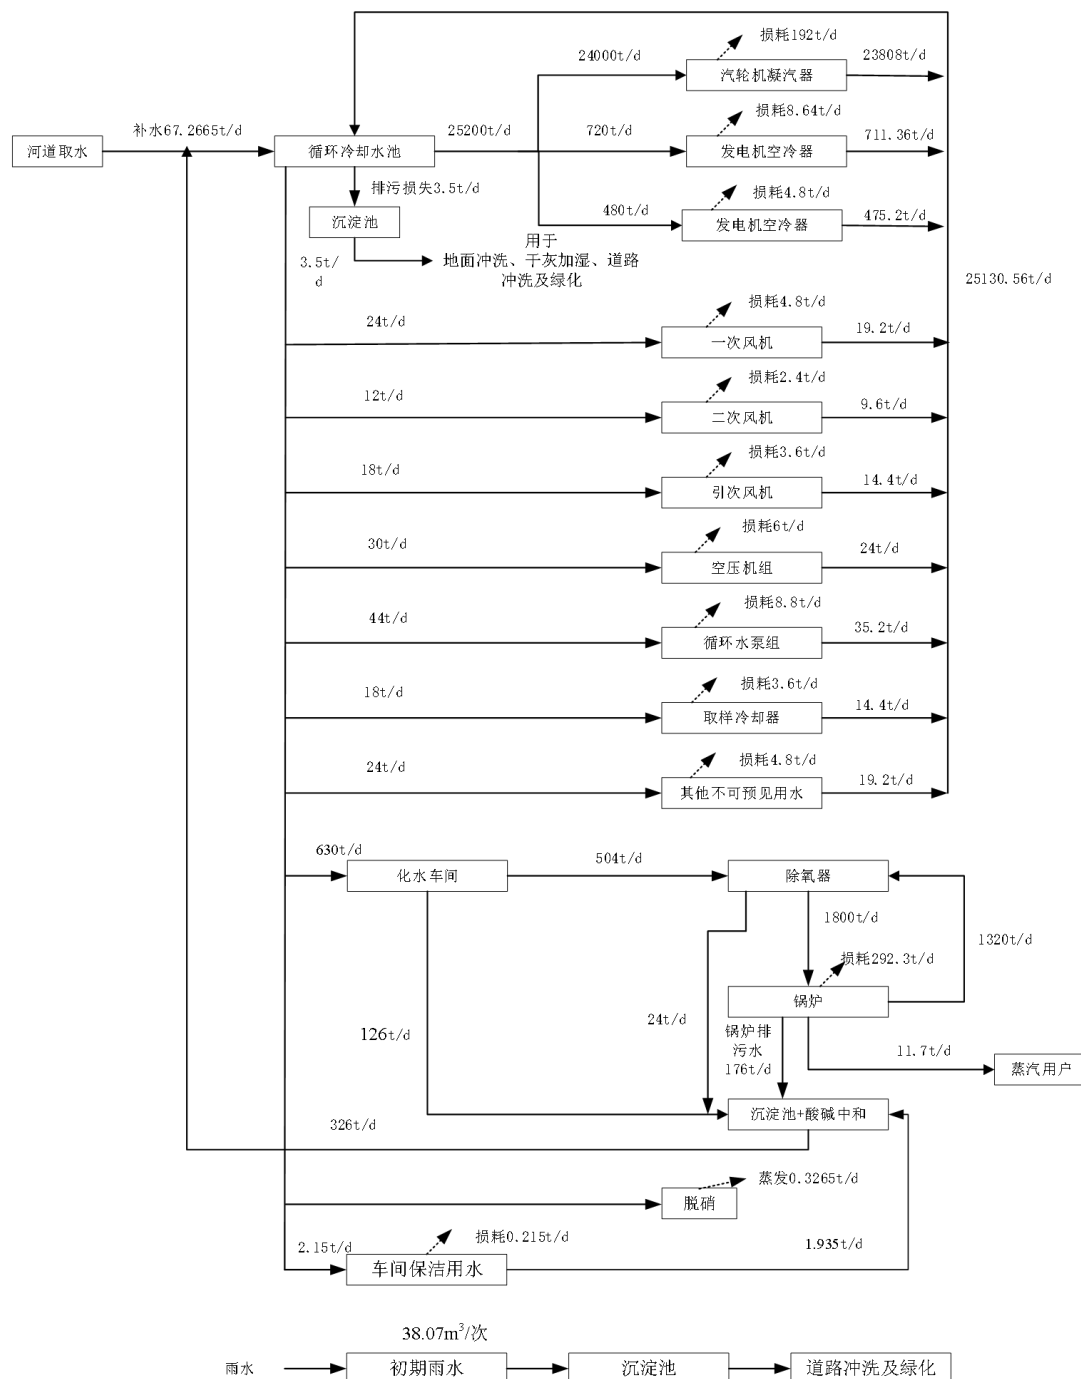 损耗192t/d
24000t/d
汽轮机凝汽器
23808t/d
损耗8.64t/d
补水67.2665t/d
25200t/d
720t/d
711.36t/d
河道取水
循环冷却水池
发电机空冷器
排污损失3.5t/d
损耗4.8t/d
480t/d
475.2t/d
沉淀池
发电机空冷器
用于
地面冲洗、干灰加湿、道路
冲洗及绿化
3.5t/
d
25130.56t/d
损耗4.8t/d
24t/d
19.2t/d
一次风机
损耗2.4t/d
12t/d
9.6t/d
二次风机
损耗3.6t/d
18t/d
14.4t/d
引次风机
损耗6t/d
30t/d
24t/d
空压机组
损耗8.8t/d
44t/d
35.2t/d
循环水泵组
损耗3.6t/d
18t/d
14.4t/d
取样冷却器
损耗4.8t/d
24t/d
19.2t/d
其他不可预见用水
630t/d
504t/d
化水车间
除氧器
1800t/d
1320t/d
损耗292.3t/d
锅炉
24t/d
126t/d
锅炉排
污水
176t/d
11.7t/d
蒸汽用户
沉淀池+酸碱中和
326t/d
蒸发0.3265t/d
脱硝
2.15t/d
损耗0.215t/d
1.935t/d
车间保洁用水
38.07m³/次
雨水
初期雨水
沉淀池
道路冲洗及绿化